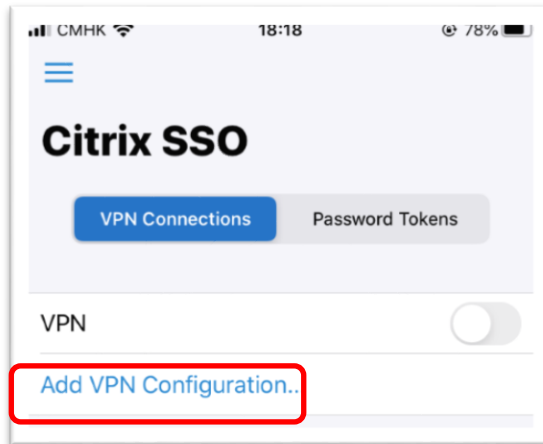 CMHK 18:18 78%
Citrix SSO
VPN Connections Password Tokens
VPN
Add VPN Configuration..